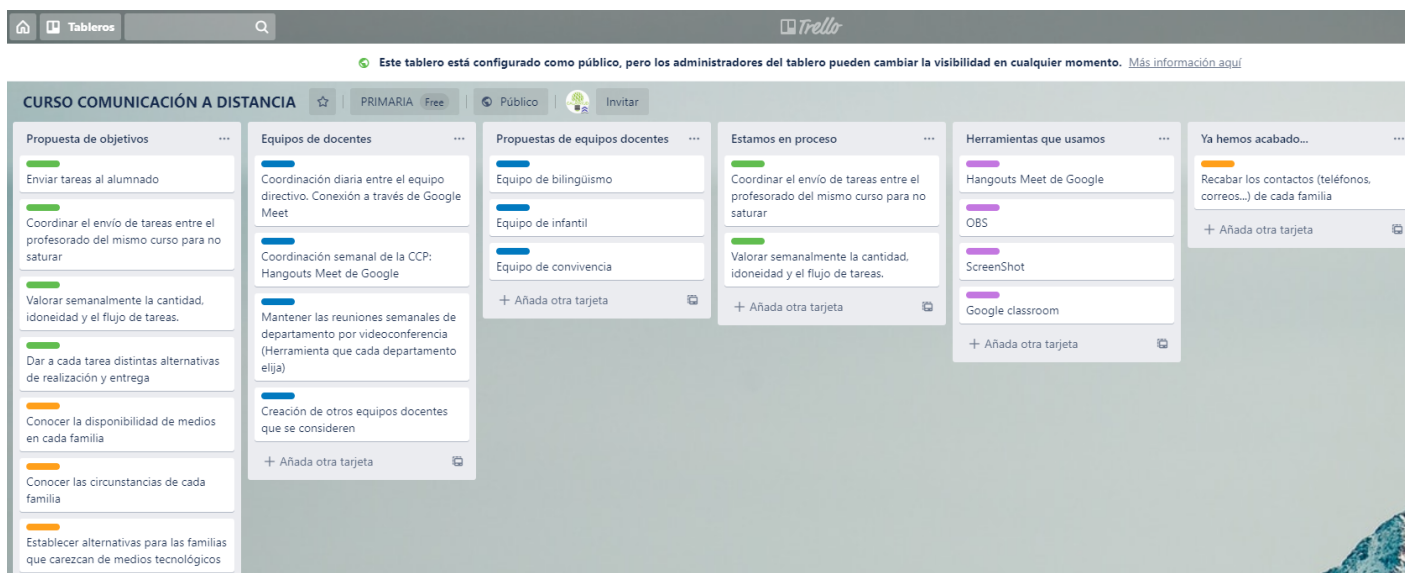 Tableros
Trello
Este tablero está configurado como público, pero los administradores del tablero pueden cambiar la visibilidad en cualquier momento. Más información aquí
CURSO COMUNICACIÓN A DISTANCIA
PRIMARIA Free
Público
Invitar
Propuesta de objetivos
Enviar tareas al alumnado
Coordinar el envío de tareas entre el
profesorado del mismo curso para no
saturar
Valorar semanalmente la cantidad,
idoneidad y el flujo de tareas.
Dar a cada tarea distintas alternativas
de realización y entrega
Conocer la disponibilidad de medios
en cada familia
Conocer las circunstancias de cada
familia
Establecer alternativas para las familias
que carezcan de medios tecnológicos
Equipos de docentes
Coordinación diaria entre el equipo
directivo. Conexión a través de Google
Meet
Coordinación semanal de la CCP:
Hangouts Meet de Google
Mantener las reuniones semanales de
departamento por videoconferencia
(Herramienta que cada departamento
elija)
Creación de otros equipos docentes
que se consideren
+ Añada otra tarjeta
Propuestas de equipos docentes
Equipo de bilingüismo
Equipo de infantil
Equipo de convivencia
+ Añada otra tarjeta
Estamos en proceso
Coordinar el envío de tareas entre el
profesorado del mismo curso para no
saturar
Valorar semanalmente la cantidad,
idoneidad y el flujo de tareas.
+ Añada otra tarjeta
Herramientas que usamos
Hangouts Meet de Google
OBS
ScreenShot
Google classroom
+ Añada otra tarjeta
Ya hemos acabado...
Recabar los contactos (teléfonos,
correos...) de cada familia
+ Añada otra tarjeta